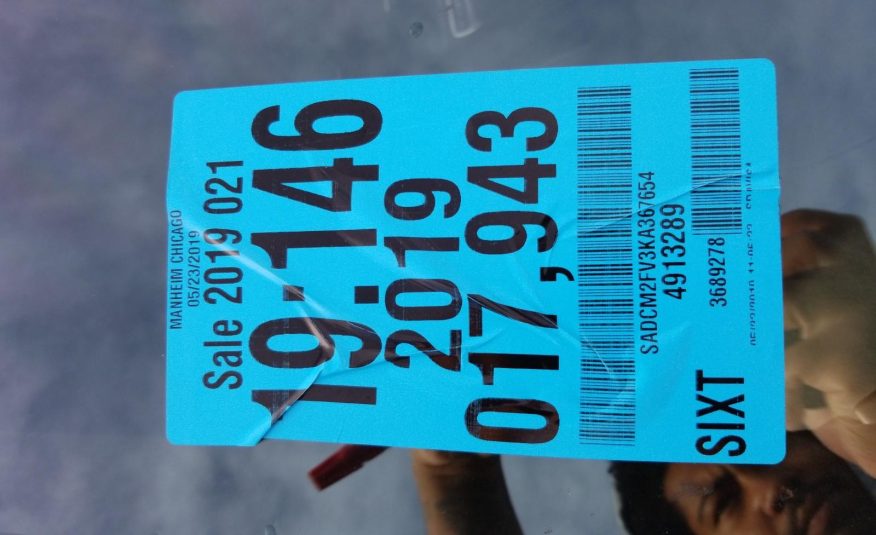 MANHEIM CHICAGO
05/23/2019
Sale 2019 021
19-146
2019
017,943
SADCM2FV3KA367654
4913289
3689278
SIXT